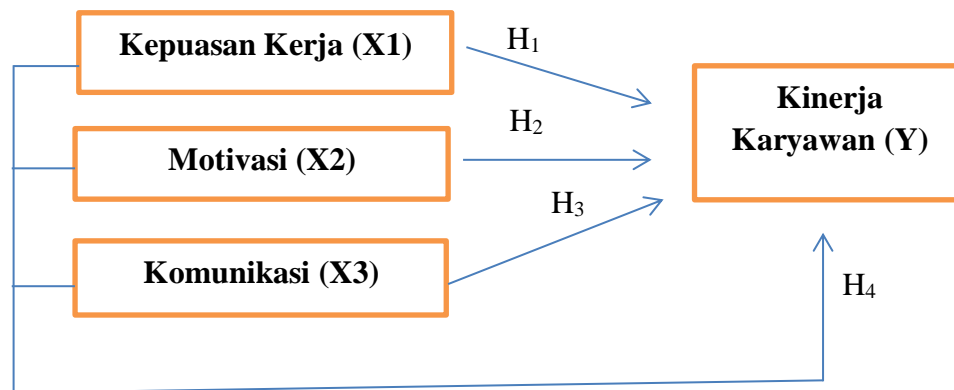 Kepuasan Kerja (X1)
H₁
Kinerja
Karyawan (Y)
H₂
Motivasi (X2)
H₃
Komunikasi (X3)
H₄